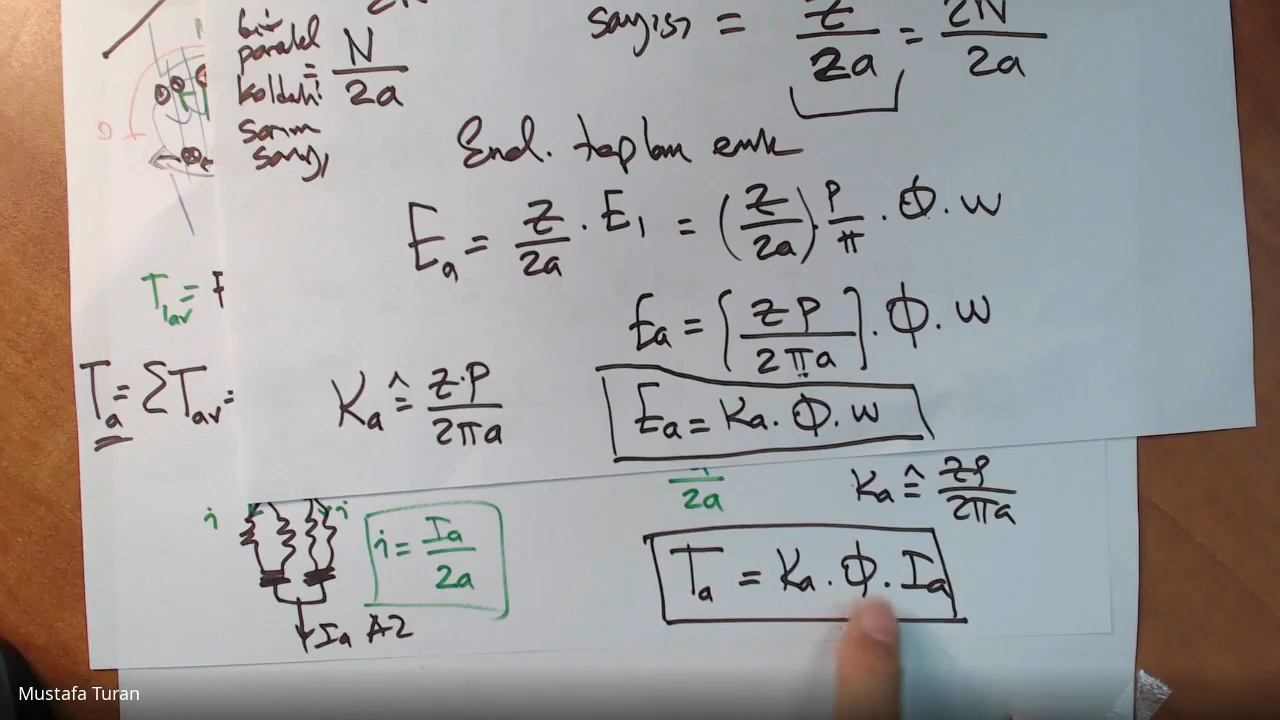 bir
paralel
koldaki = N/2a
sarım
sayısı
sayısı = z/2a = 2N/2a
End. toplam emk
Ea = z/2a . E1 = (z/2a) . p/π . Φ . w
Ea = [zp/2πa] . Φ . w
Ka ≙ z.p/2πa
Ea = Ka . Φ . w
T1av =
Ta = ΣTav =
2a
Ka ≙ zp/2πa
i i
i = Ia/2a
Ta = Ka . Φ . Ia
Ia A2
Mustafa Turan